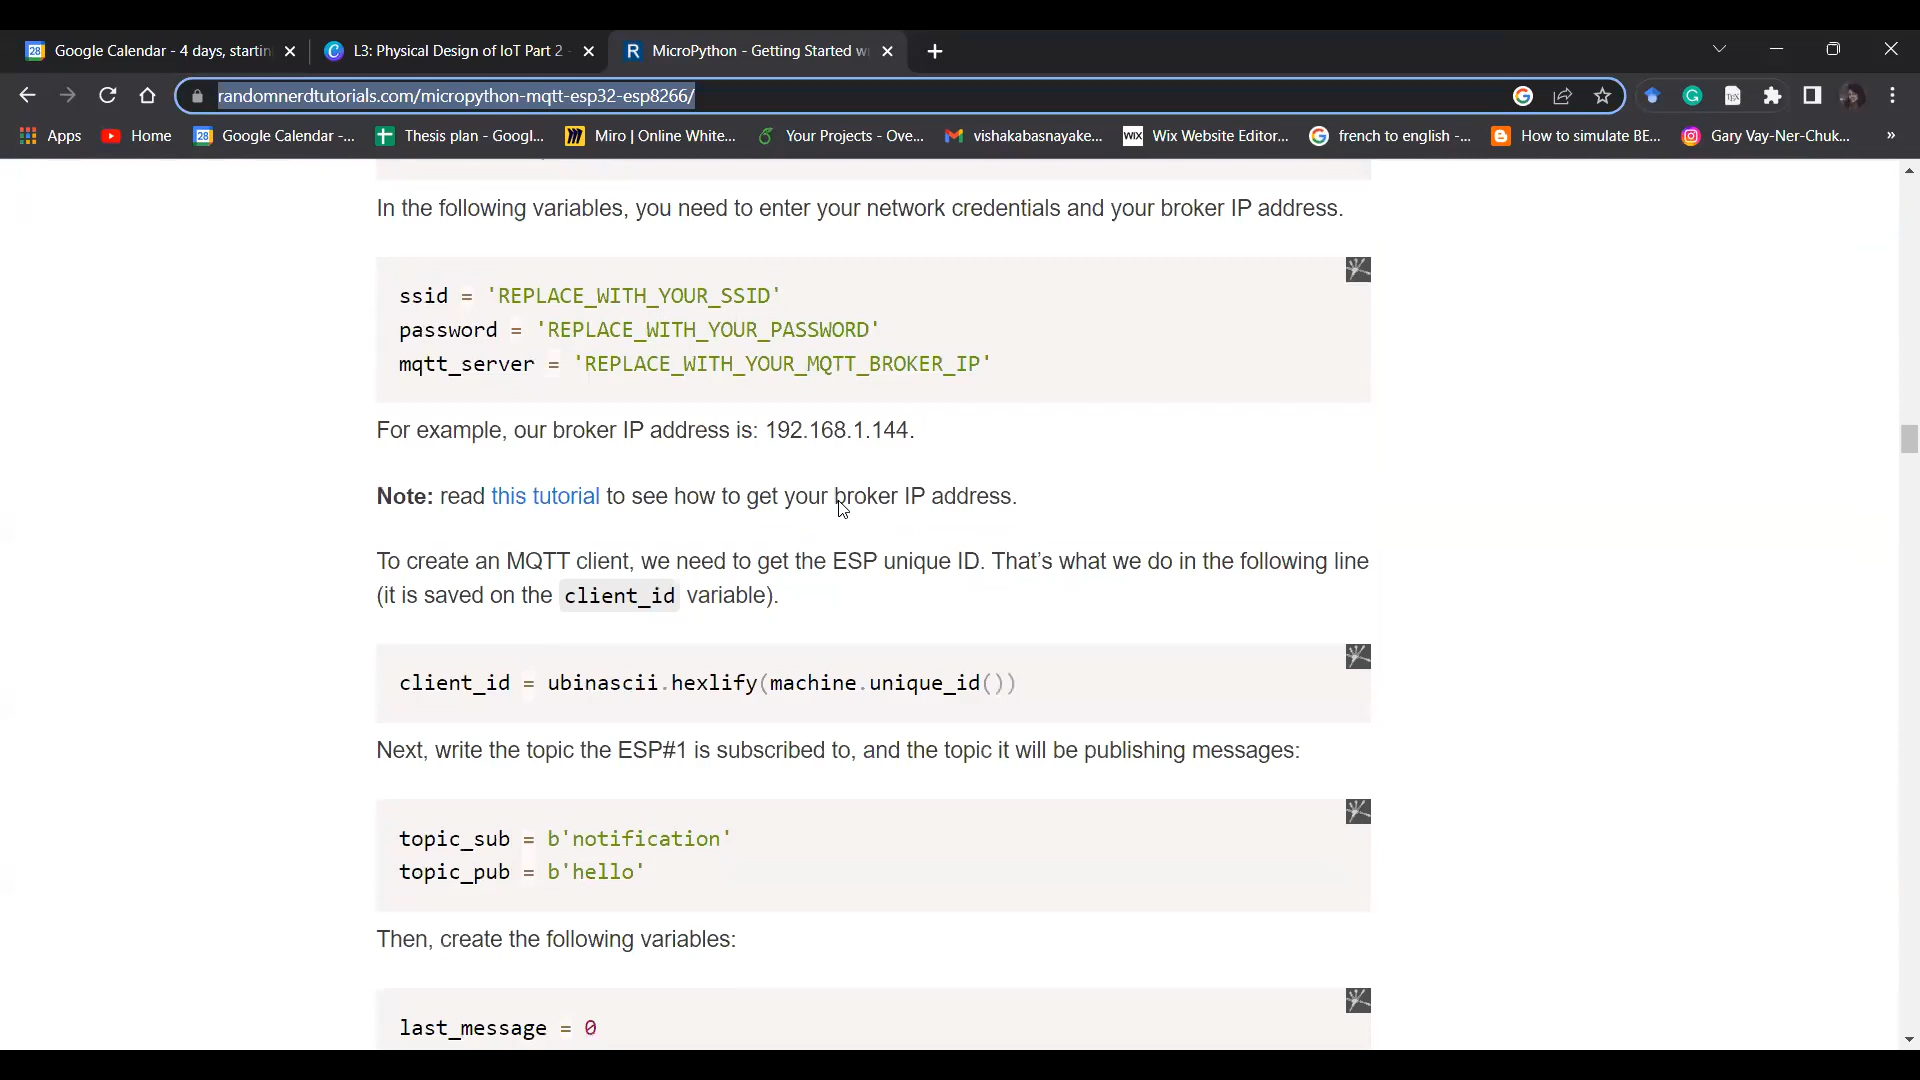 28 Google Calendar - 4 days, startin
L3: Physical Design of IoT Part 2 -
R MicroPython - Getting Started w
randomnerdtutorials.com/micropython-mqtt-esp32-esp8266/
Apps
Home
28 Google Calendar -...
Thesis plan - Googl...
Miro | Online White...
Your Projects - Ove...
vishakabasnayake...
WIX Wix Website Editor...
french to english -...
How to simulate BE...
Gary Vay-Ner-Chuk...
»
In the following variables, you need to enter your network credentials and your broker IP address.
ssid = 'REPLACE_WITH_YOUR_SSID'
password = 'REPLACE_WITH_YOUR_PASSWORD'
mqtt_server = 'REPLACE_WITH_YOUR_MQTT_BROKER_IP'
For example, our broker IP address is: 192.168.1.144.
Note: read this tutorial to see how to get your broker IP address.
To create an MQTT client, we need to get the ESP unique ID. That’s what we do in the following line
(it is saved on the client_id variable).
client_id = ubinascii.hexlify(machine.unique_id())
Next, write the topic the ESP#1 is subscribed to, and the topic it will be publishing messages:
topic_sub = b'notification'
topic_pub = b'hello'
Then, create the following variables:
last_message = 0